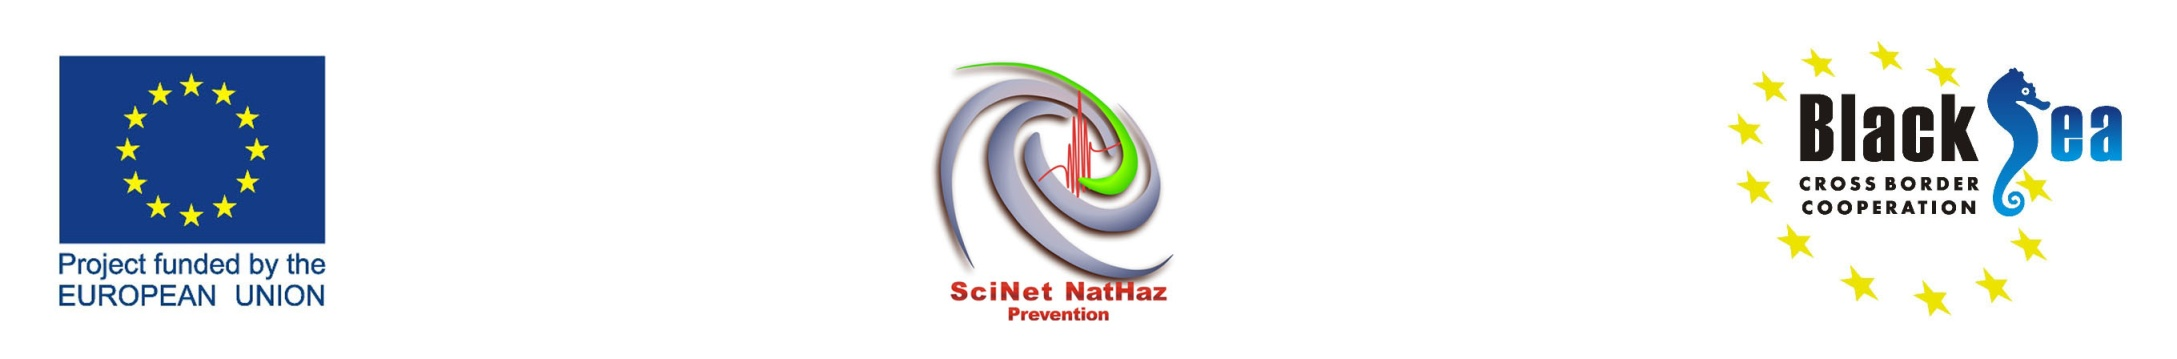 Project funded by the
EUROPEAN UNION
SciNet NatHaz
Prevention
Black Sea
CROSS BORDER
COOPERATION